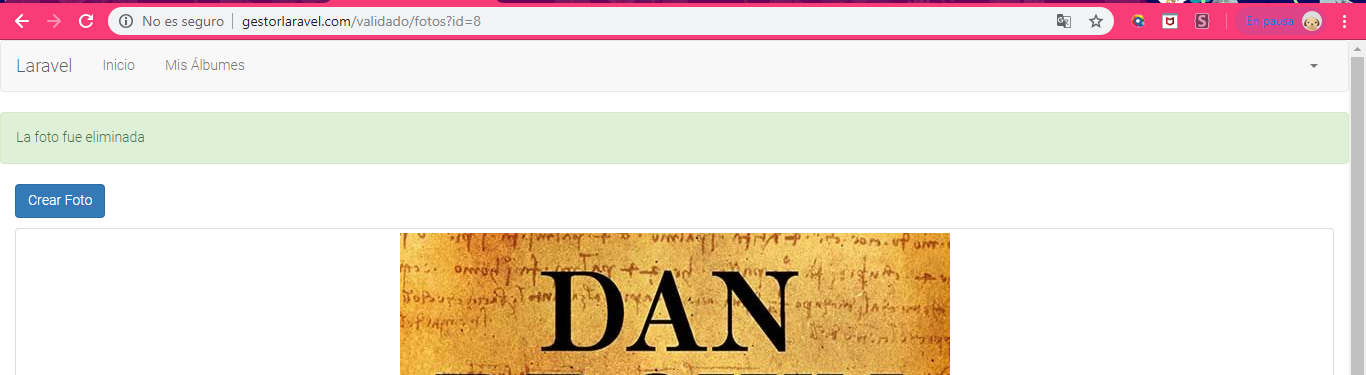 No es seguro gestorlaravel.com/validado/fotos?id=8
En pausa
Laravel Inicio Mis Álbumes
La foto fue eliminada
Crear Foto
DAN